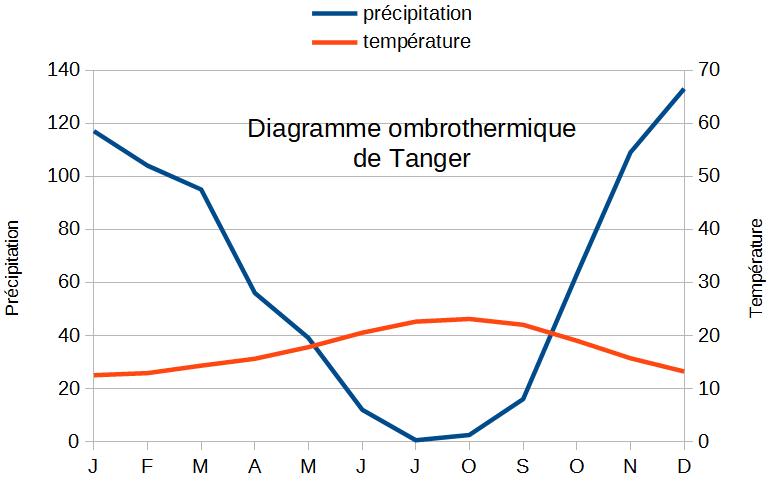 précipitation
température
Diagramme ombrothermique
de Tanger
Précipitation
140
120
100
80
60
40
20
0
Température
70
60
50
40
30
20
10
0
J F M A M J J O S O N D